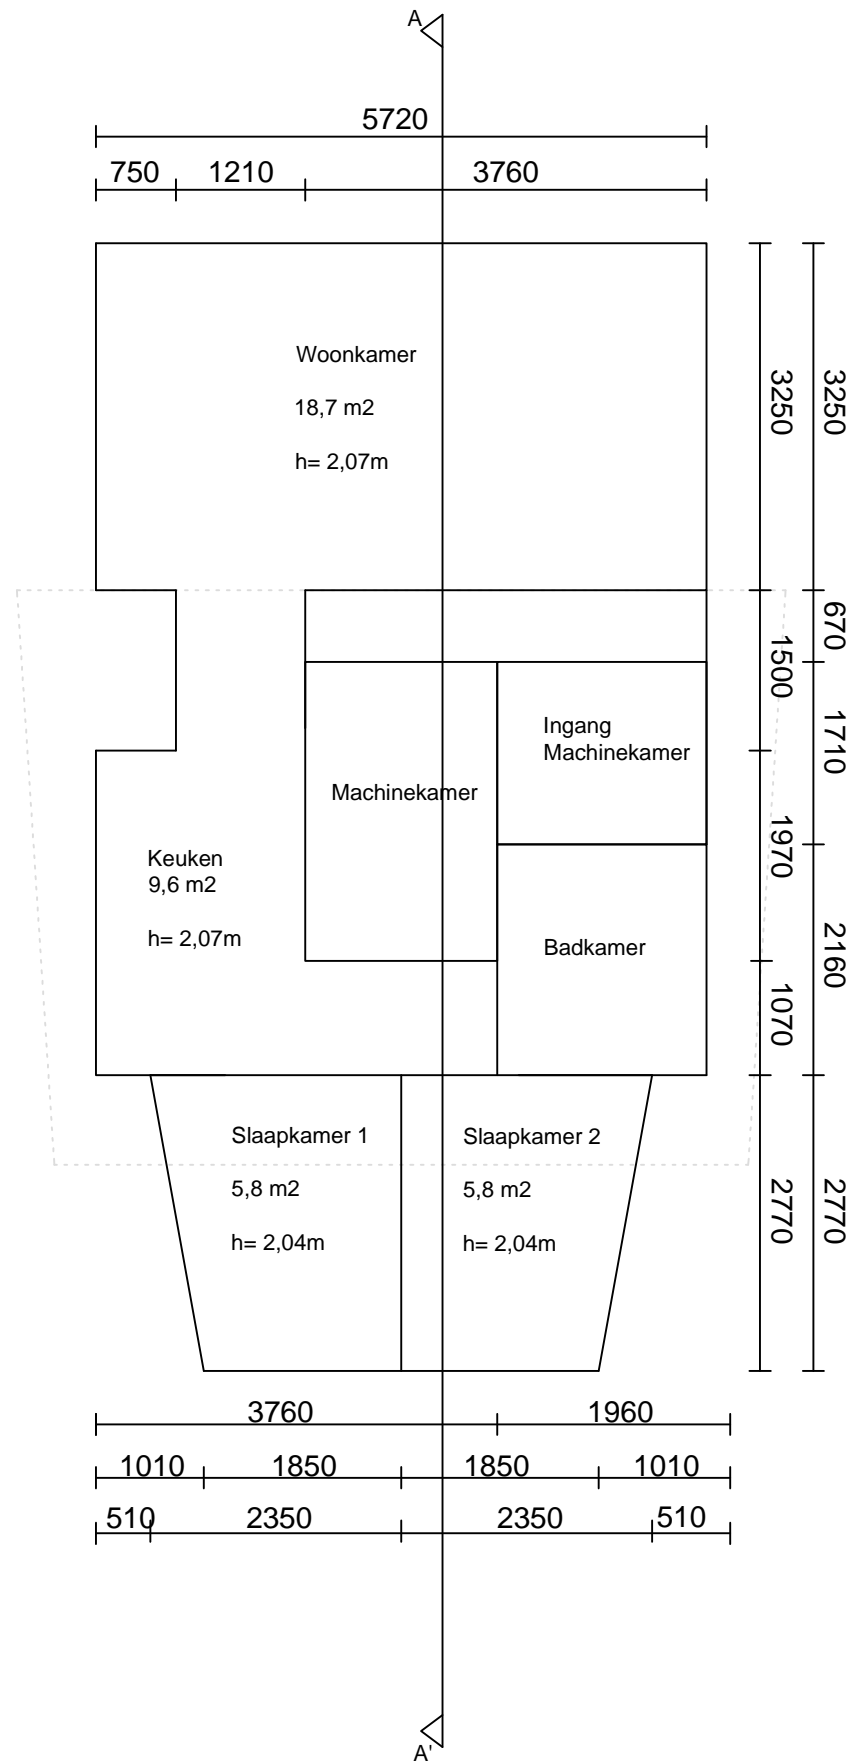 A
5720
750
1210
3760
Woonkamer
18,7 m2
h= 2,07m
3250
3250
670
1500
1710
Ingang
Machinekamer
Machinekamer
1970
Keuken
9,6 m2
h= 2,07m
Badkamer
2160
1070
Slaapkamer 1
5,8 m2
h= 2,04m
Slaapkamer 2
5,8 m2
h= 2,04m
2770
2770
3760
1960
1010
1850
1850
1010
510
2350
2350
510
A'